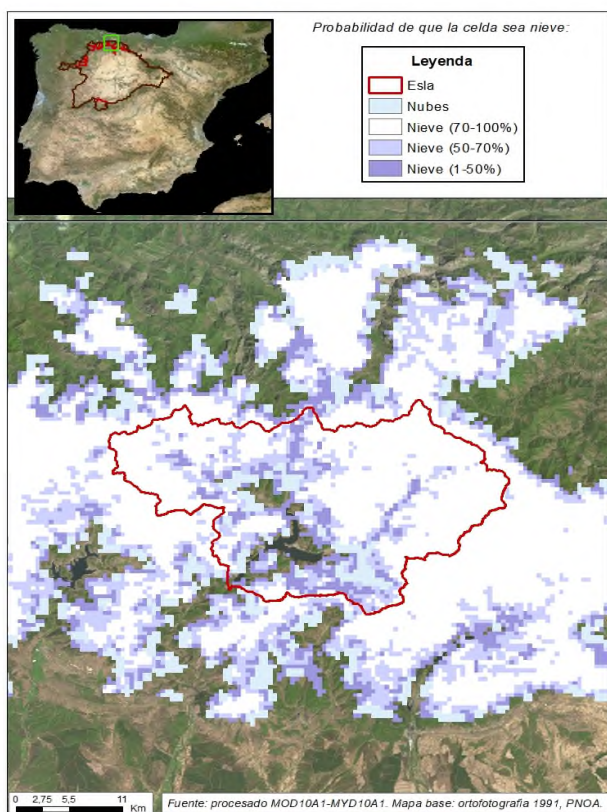 Probabilidad de que la celda sea nieve:
Leyenda
Esla
Nubes
Nieve (70-100%)
Nieve (50-70%)
Nieve (1-50%)
0 2,75 5,5 11
Km
Fuente: procesado MOD10A1-MYD10A1. Mapa base: ortofotografía 1991, PNOA